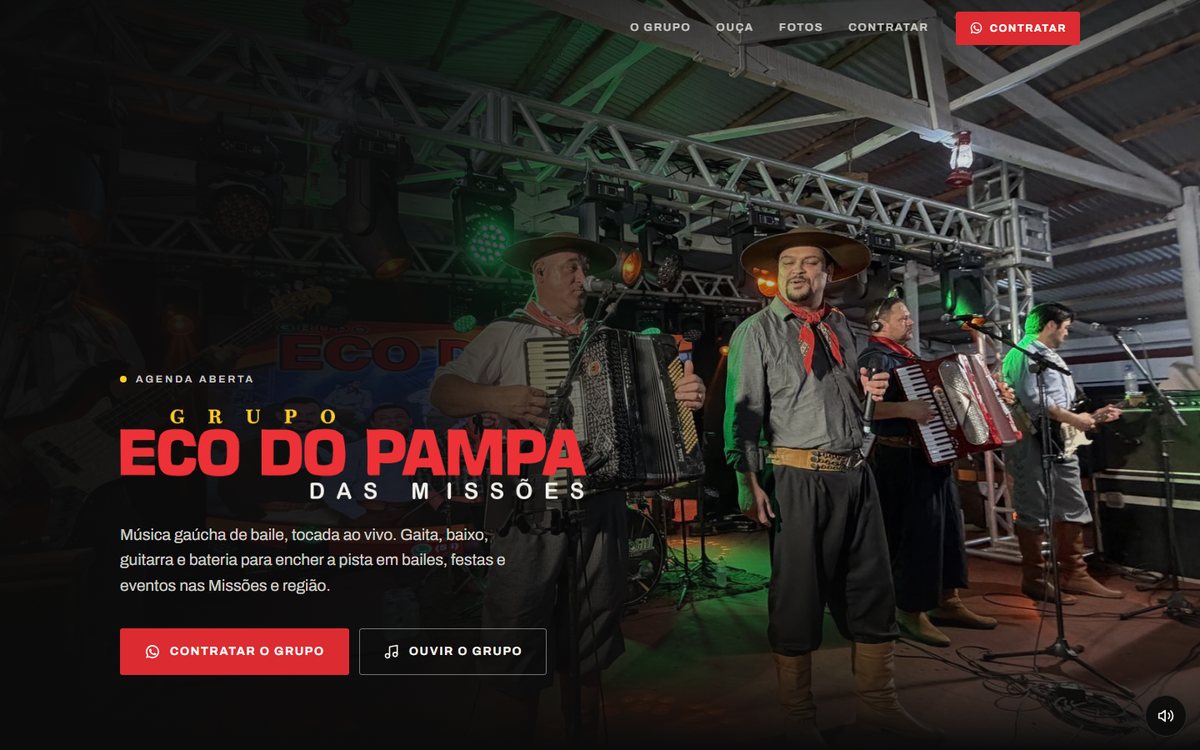 O GRUPO OUÇA FOTOS CONTRATAR CONTRATAR
AGENDA ABERTA
GRUPO
ECO DO PAMPA
DAS MISSÕES
Música gaúcha de baile, tocada ao vivo. Gaita, baixo,
guitarra e bateria para encher a pista em bailes, festas e
eventos nas Missões e região.
CONTRATAR O GRUPO OUVIR O GRUPO